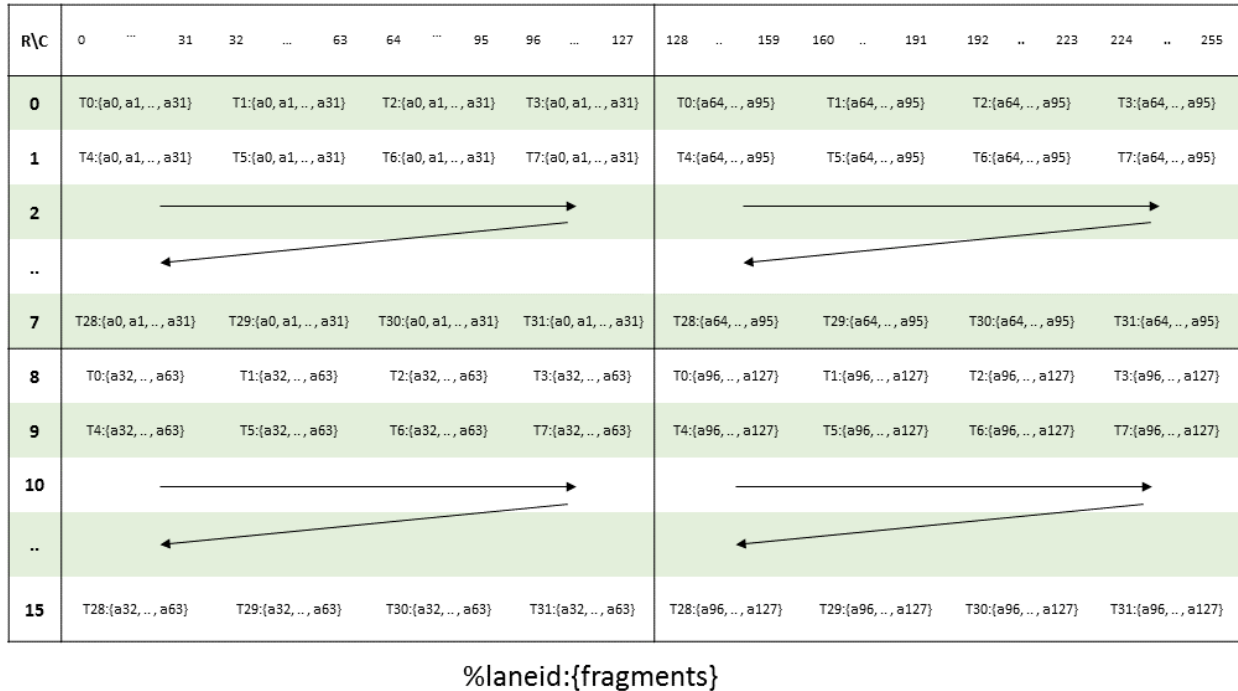 R\C 0 ... 31 32 ... 63 64 ... 95 96 ... 127 128 .. 159 160 .. 191 192 .. 223 224 .. 255
0 T0:{a0, a1, .. , a31} T1:{a0, a1, .. , a31} T2:{a0, a1, .. , a31} T3:{a0, a1, .. , a31} T0:{a64, .. , a95} T1:{a64, .. , a95} T2:{a64, .. , a95} T3:{a64, .. , a95}
1 T4:{a0, a1, .. , a31} T5:{a0, a1, .. , a31} T6:{a0, a1, .. , a31} T7:{a0, a1, .. , a31} T4:{a64, .. , a95} T5:{a64, .. , a95} T6:{a64, .. , a95} T7:{a64, .. , a95}
2
..
7 T28:{a0, a1, .. , a31} T29:{a0, a1, .. , a31} T30:{a0, a1, .. , a31} T31:{a0, a1, .. , a31} T28:{a64, .. , a95} T29:{a64, .. , a95} T30:{a64, .. , a95} T31:{a64, .. , a95}
8 T0:{a32, .. , a63} T1:{a32, .. , a63} T2:{a32, .. , a63} T3:{a32, .. , a63} T0:{a96, .. , a127} T1:{a96, .. , a127} T2:{a96, .. , a127} T3:{a96, .. , a127}
9 T4:{a32, .. , a63} T5:{a32, .. , a63} T6:{a32, .. , a63} T7:{a32, .. , a63} T4:{a96, .. , a127} T5:{a96, .. , a127} T6:{a96, .. , a127} T7:{a96, .. , a127}
10
..
15 T28:{a32, .. , a63} T29:{a32, .. , a63} T30:{a32, .. , a63} T31:{a32, .. , a63} T28:{a96, .. , a127} T29:{a96, .. , a127} T30:{a96, .. , a127} T31:{a96, .. , a127}
%laneid:{fragments}